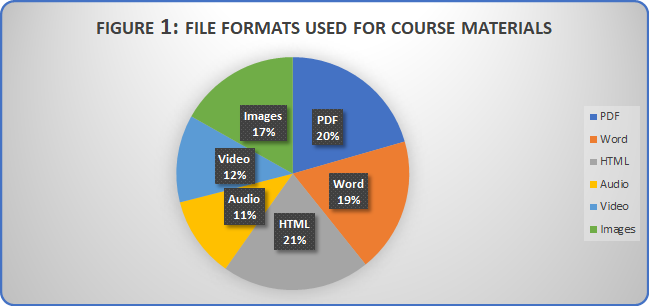 FIGURE 1: FILE FORMATS USED FOR COURSE MATERIALS
PDF
20%
Word
19%
HTML
21%
Audio
11%
Video
12%
Images
17%
PDF
Word
HTML
Audio
Video
Images